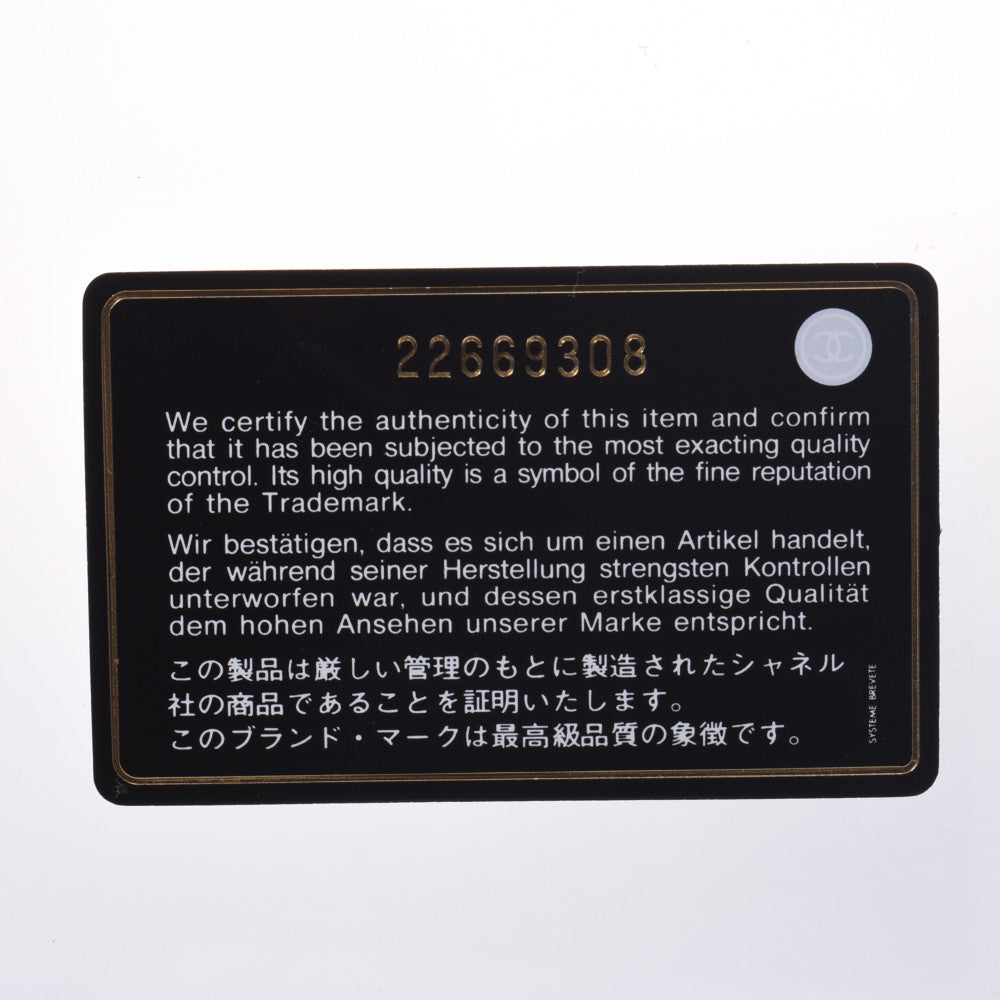 22669308
We certify the authenticity of this item and confirm
that it has been subjected to the most exacting quality
control. Its high quality is a symbol of the fine reputation
of the Trademark.
Wir bestätigen, dass es sich um einen Artikel handelt,
der während seiner Herstellung strengsten Kontrollen
unterworfen war, und dessen erstklassige Qualität
dem hohen Ansehen unserer Marke entspricht.
この製品は厳しい管理のもとに製造されたシャネル
社の商品であることを証明いたします。
このブランド・マークは最高級品質の象徴です。
SYSTEME BREVETE